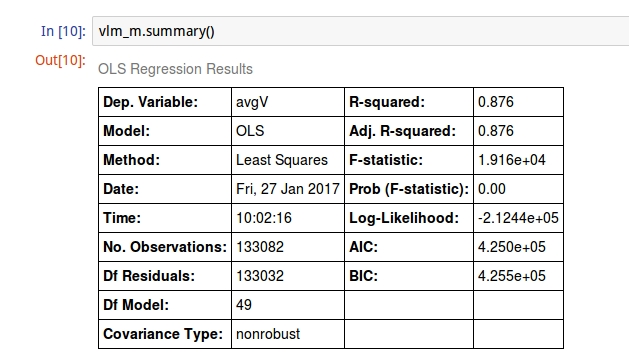 In [10]: vlm_m.summary()
Out[10]: OLS Regression Results
Dep. Variable: avgV R-squared: 0.876
Model: OLS Adj. R-squared: 0.876
Method: Least Squares F-statistic: 1.916e+04
Date: Fri, 27 Jan 2017 Prob (F-statistic): 0.00
Time: 10:02:16 Log-Likelihood: -2.1244e+05
No. Observations: 133082 AIC: 4.250e+05
Df Residuals: 133032 BIC: 4.255e+05
Df Model: 49
Covariance Type: nonrobust